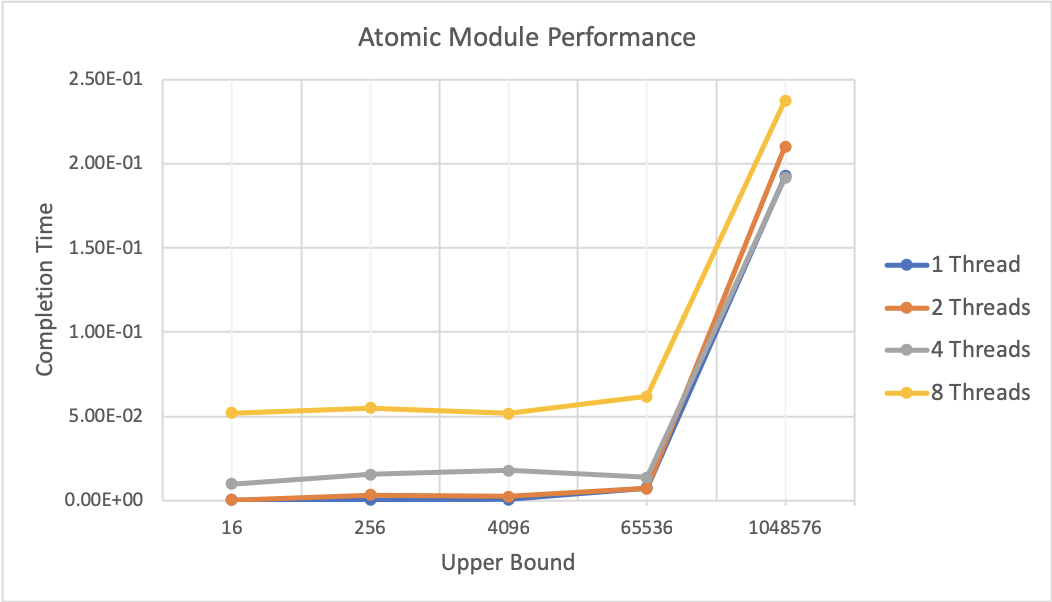 Atomic Module Performance
2.50E-01
2.00E-01
1.50E-01
1.00E-01
5.00E-02
0.00E+00
Completion Time
16 256 4096 65536 1048576
Upper Bound
1 Thread
2 Threads
4 Threads
8 Threads